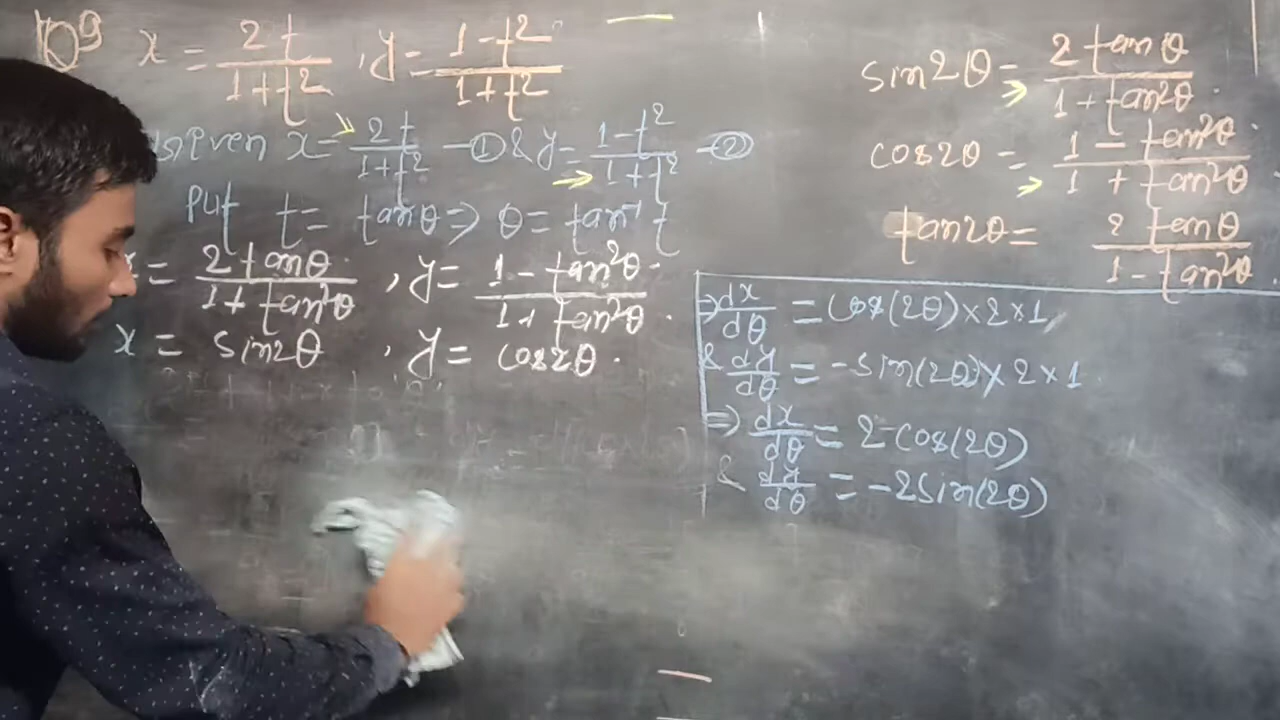 Q9 x = 2t/(1+t²) , y = (1-t²)/(1+t²)
Given x = 2t/(1+t²) —① & y = (1-t²)/(1+t²) —②
Put t = tanθ ⇒ θ = tan⁻¹ t
x = 2tanθ/(1+tan²θ) , y = (1-tan²θ)/(1+tan²θ).
x = sin2θ , y = cos2θ.
sin2θ = 2tanθ/(1+tan²θ).
cos2θ = (1-tan²θ)/(1+tan²θ).
tan2θ = 2tanθ/(1-tan²θ).
⇒ dx/dθ = cos(2θ)×2×1,
& dy/dθ = -sin(2θ)×2×1.
⇒ dx/dθ = 2cos(2θ)
& dy/dθ = -2sin(2θ)